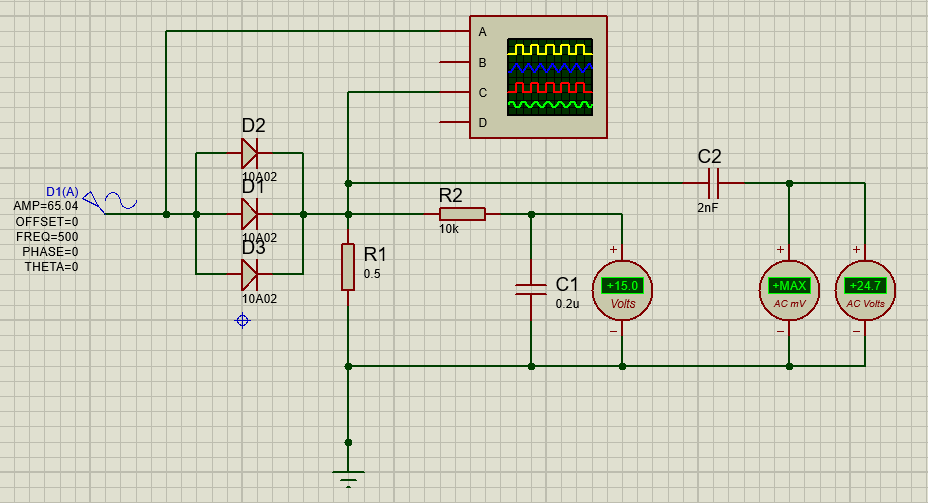 A
B
C
D
D2
10A02
D1
10A02
D3
10A02
D1(A)
AMP=65.04
OFFSET=0
FREQ=500
PHASE=0
THETA=0
R2
10k
R1
0.5
C1
0.2u
C2
2nF
+
+15.0
Volts
−
+
+MAX
AC mV
−
+
+24.7
AC Volts
−